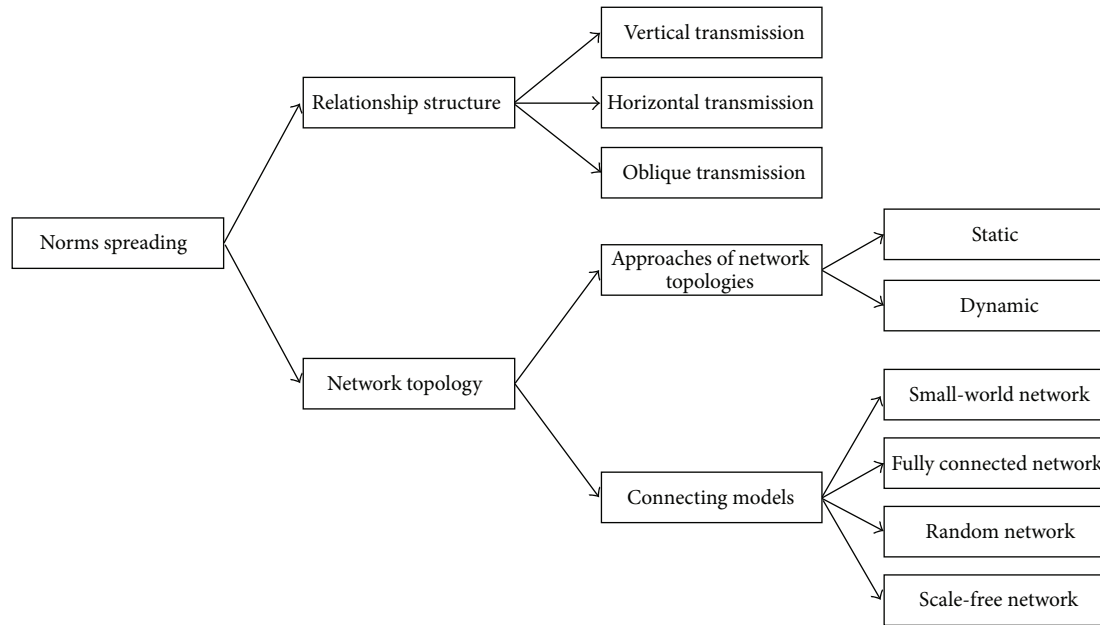 Norms spreading
Relationship structure
Network topology
Vertical transmission
Horizontal transmission
Oblique transmission
Approaches of network
topologies
Connecting models
Static
Dynamic
Small-world network
Fully connected network
Random network
Scale-free network